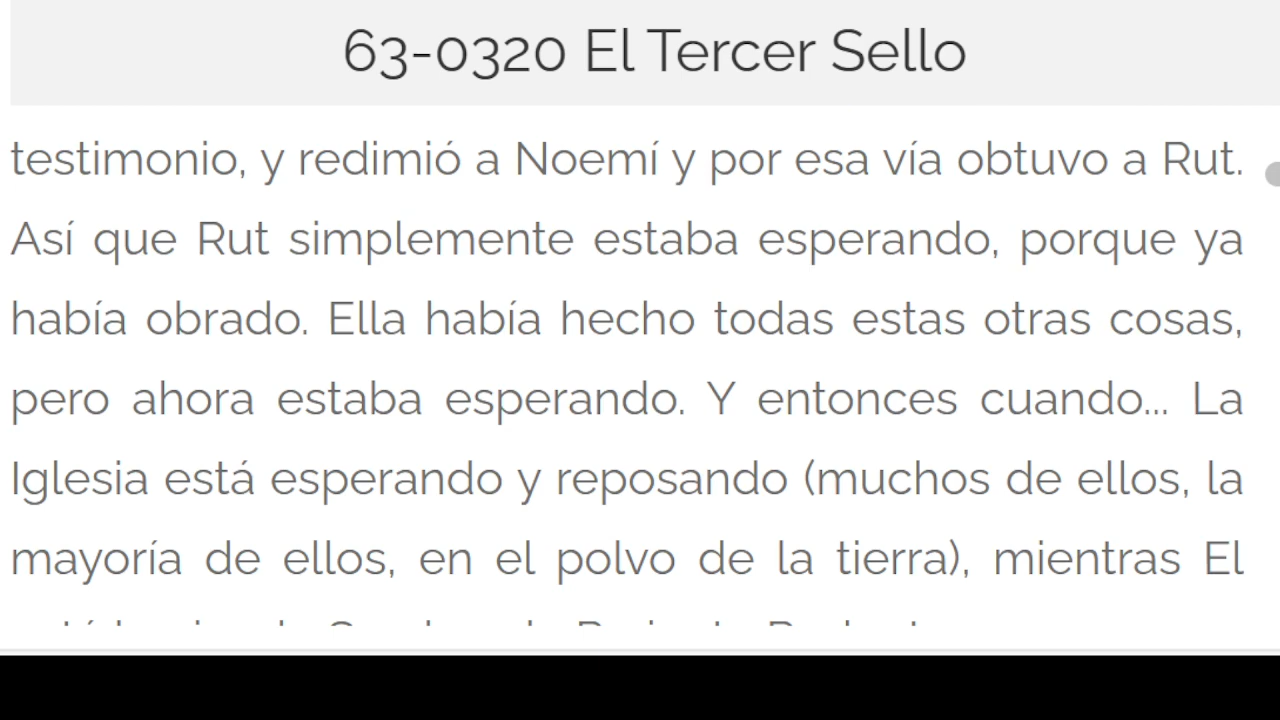 63-0320 El Tercer Sello
testimonio, y redimió a Noemí y por esa vía obtuvo a Rut.
Así que Rut simplemente estaba esperando, porque ya
había obrado. Ella había hecho todas estas otras cosas,
pero ahora estaba esperando. Y entonces cuando... La
Iglesia está esperando y reposando (muchos de ellos, la
mayoría de ellos, en el polvo de la tierra), mientras El